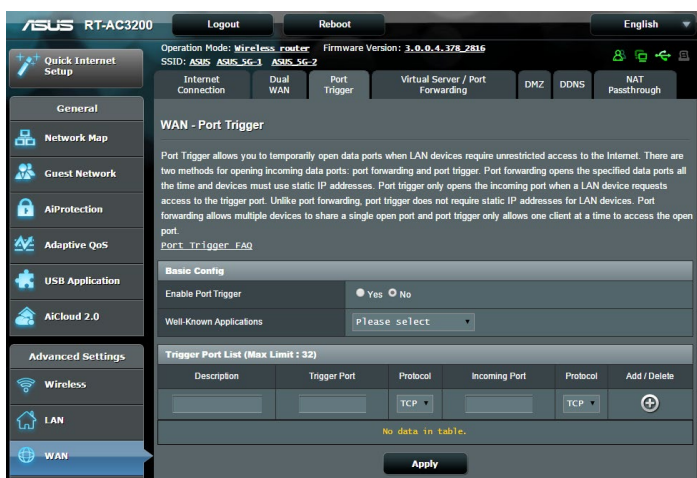 ASUS RT-AC3200 Logout Reboot English
Operation Mode: Wireless router Firmware Version: 3.0.0.4.378_2816
SSID: ASUS ASUS_5G-1 ASUS_5G-2
Quick Internet Setup
General
Network Map
Guest Network
AiProtection
Adaptive QoS
USB Application
AiCloud 2.0
Advanced Settings
Wireless
LAN
WAN
Internet Connection
Dual WAN
Port Trigger
Virtual Server / Port Forwarding
DMZ
DDNS
NAT Passthrough
WAN - Port Trigger
Port Trigger allows you to temporarily open data ports when LAN devices require unrestricted access to the Internet. There are
two methods for opening incoming data ports: port forwarding and port trigger. Port forwarding opens the specified data ports all
the time and devices must use static IP addresses. Port trigger only opens the incoming port when a LAN device requests
access to the trigger port. Unlike port forwarding, port trigger does not require static IP addresses for LAN devices. Port
forwarding allows multiple devices to share a single open port and port trigger only allows one client at a time to access the open
port.
Port Trigger FAQ
Basic Config
Enable Port Trigger Yes No
Well-Known Applications Please select
Trigger Port List (Max Limit : 32)
Description Trigger Port Protocol Incoming Port Protocol Add / Delete
TCP TCP
No data in table.
Apply